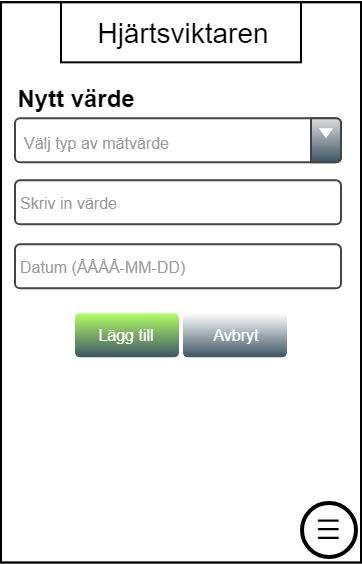 Hjärtsviktaren
Nytt värde
Välj typ av mätvärde
Skriv in värde
Datum (ÅÅÅÅ-MM-DD)
Lägg till
Avbryt